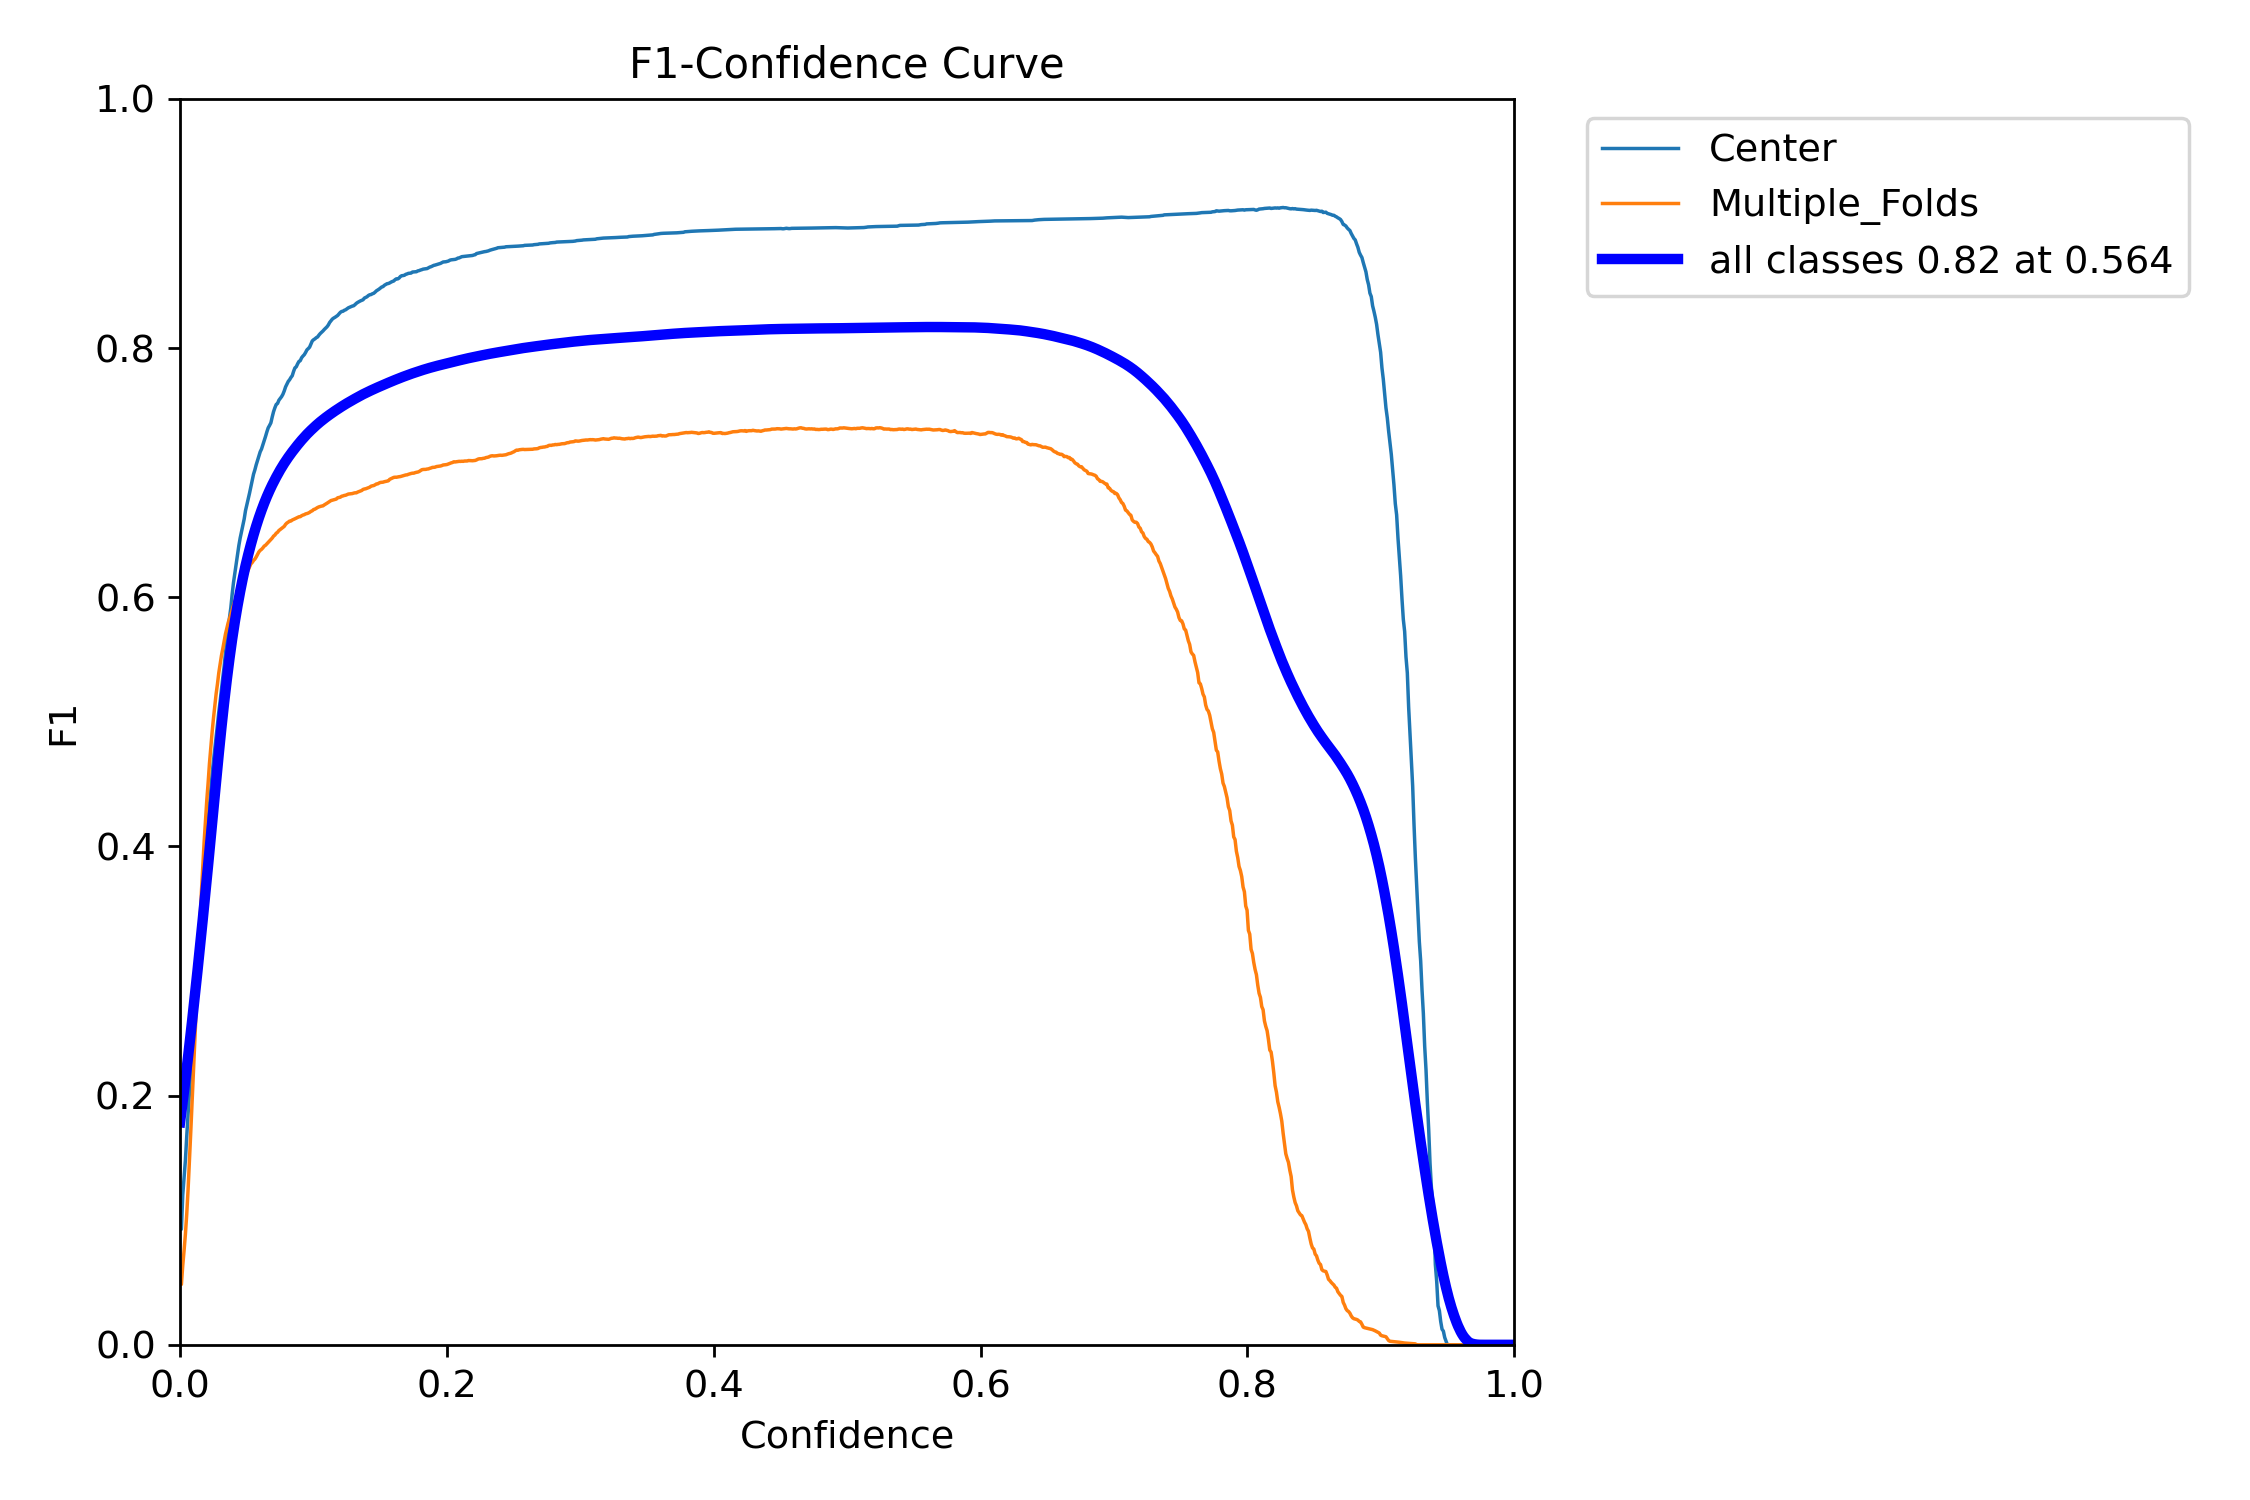 F1-Confidence Curve
1.0
0.8
0.6
0.4
0.2
0.0
F1
0.0 0.2 0.4 0.6 0.8 1.0
Confidence
Center
Multiple_Folds
all classes 0.82 at 0.564